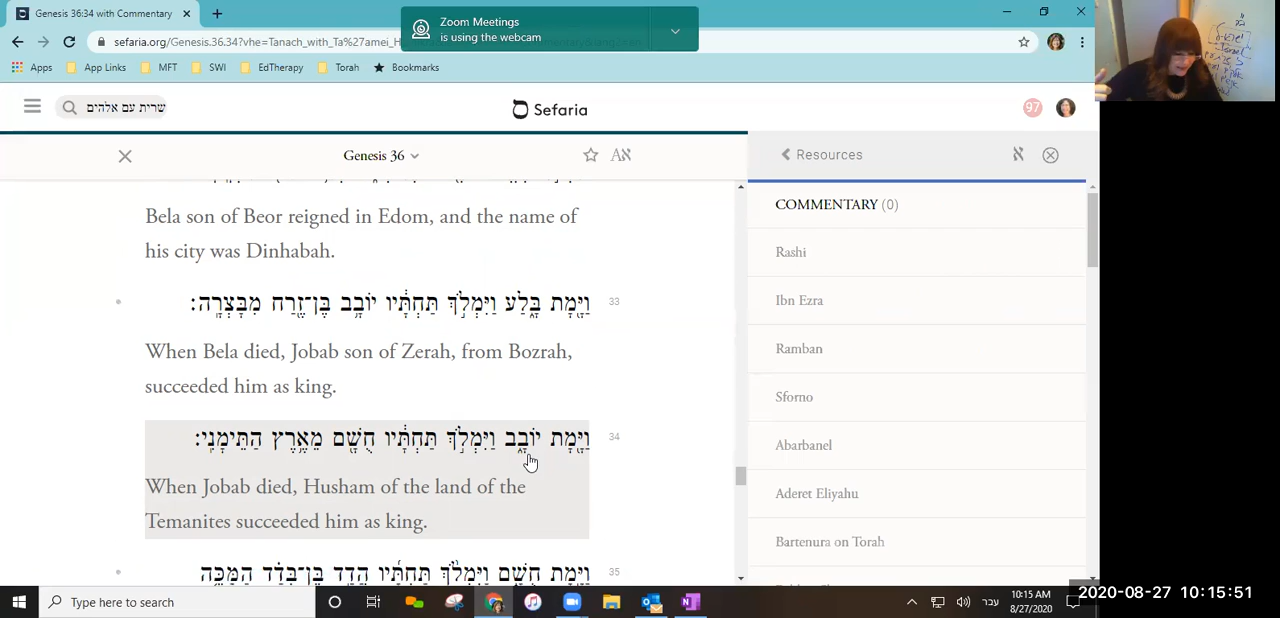 Genesis 36:34 with Commentary
Zoom Meetings
is using the webcam
sefaria.org/Genesis.36.34?vhe=Tanach_with_Ta%27amei_H
Apps App Links MFT SWI EdTherapy Torah Bookmarks
שרית עם אלהים
Sefaria
97
Genesis 36
Resources
Bela son of Beor reigned in Edom, and the name of
his city was Dinhabah.
וַיָּ֖מׇת בָּ֑לַע וַיִּמְלֹ֣ךְ תַּחְתָּ֔יו יוֹבָ֥ב בֶּן־זֶ֖רַח מִבׇּצְרָֽה׃
33
When Bela died, Jobab son of Zerah, from Bozrah,
succeeded him as king.
וַיָּ֖מׇת יוֹבָ֑ב וַיִּמְלֹ֣ךְ תַּחְתָּ֔יו חֻשָׁ֖ם מֵאֶ֥רֶץ הַתֵּימָנִֽי׃
34
When Jobab died, Husham of the land of the
Temanites succeeded him as king.
וַיָּ֖מׇת חֻשָׁ֑ם וַיִּמְלֹ֨ךְ תַּחְתָּ֜יו הֲדַ֣ד בֶּן־בְּדַ֗ד הַמַּכֶּ֤ה
35
COMMENTARY (0)
Rashi
Ibn Ezra
Ramban
Sforno
Abarbanel
Aderet Eliyahu
Bartenura on Torah
Type here to search
עבר
10:15 AM
8/27/2020
2020-08-27 10:15:51